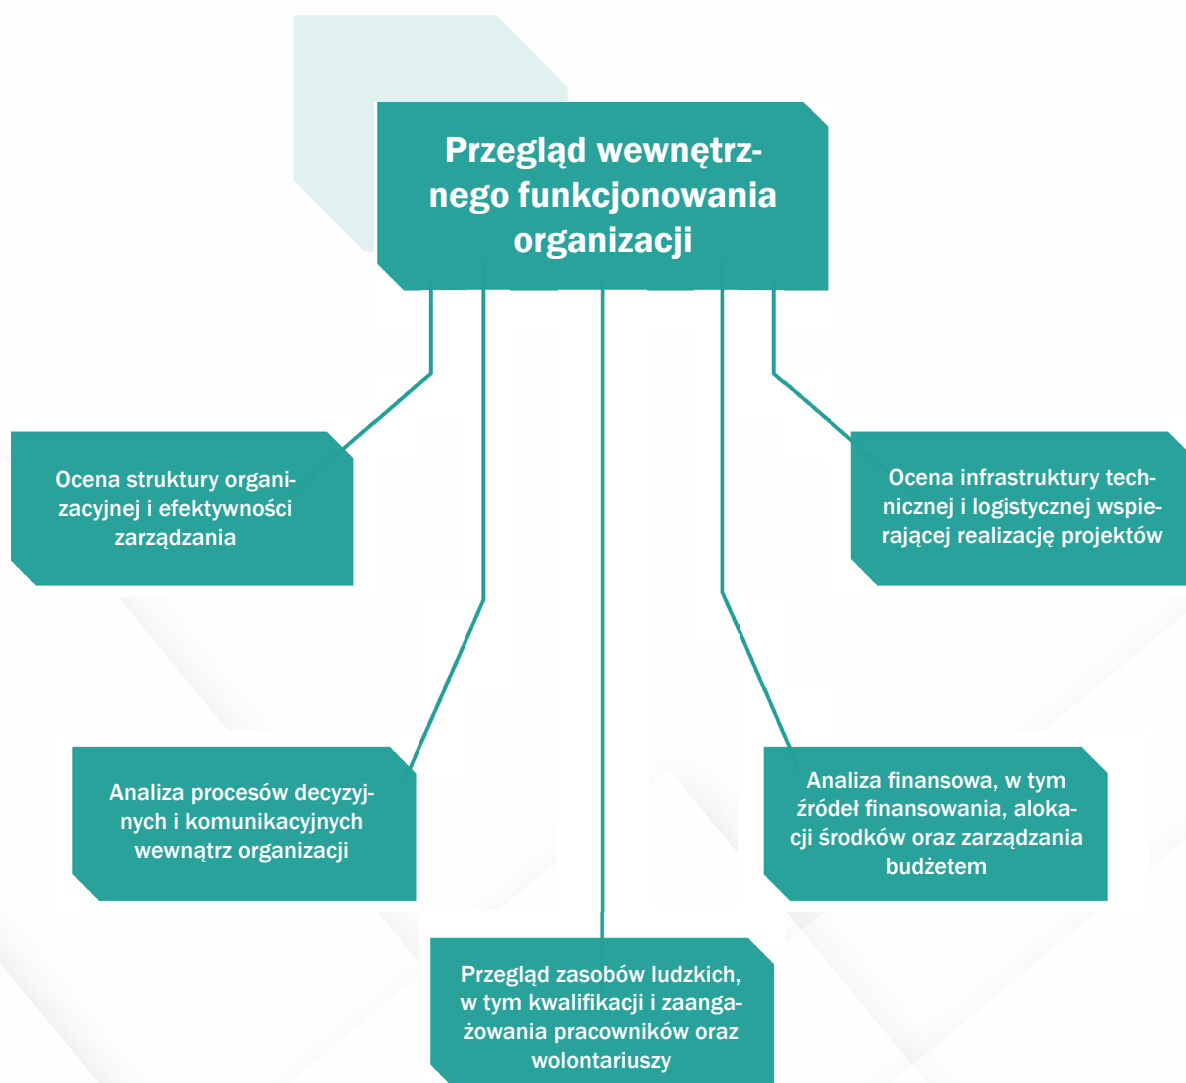 Przegląd wewnętrz-
nego funkcjonowania
organizacji
Ocena struktury organi-
zacyjnej i efektywności
zarządzania
Ocena infrastruktury tech-
nicznej i logistycznej wspie-
rającej realizację projektów
Analiza procesów decyzyj-
nych i komunikacyjnych
wewnątrz organizacji
Analiza finansowa, w tym
źródeł finansowania, aloka-
cji środków oraz zarządzania
budżetem
Przegląd zasobów ludzkich,
w tym kwalifikacji i zaanga-
żowania pracowników oraz
wolontariuszy